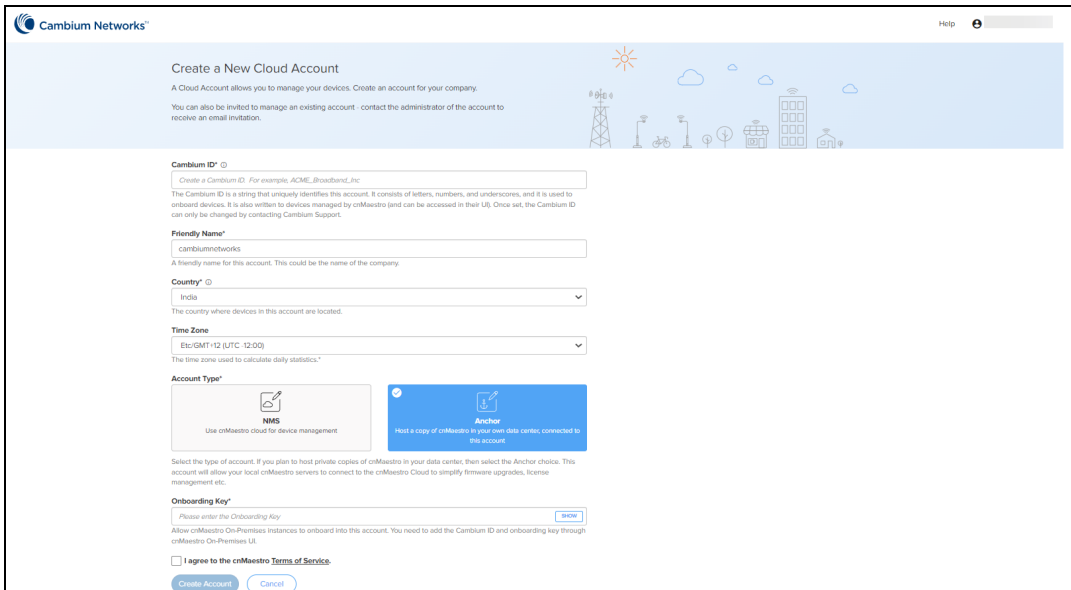 Cambium Networks™
Help
Create a New Cloud Account
A Cloud Account allows you to manage your devices. Create an account for your company.
You can also be invited to manage an existing account - contact the administrator of the account to
receive an email invitation.
Cambium ID*
Create a Cambium ID. For example, ACME_Broadband_Inc
The Cambium ID is a string that uniquely identifies this account. It consists of letters, numbers, and underscores, and it is used to
onboard devices. It is also written to devices managed by cnMaestro (and can be accessed in their UI). Once set, the Cambium ID
can only be changed by contacting Cambium Support.
Friendly Name*
cambiumnetworks
A friendly name for this account. This could be the name of the company.
Country*
India
The country where devices in this account are located.
Time Zone
Etc/GMT+12 (UTC -12:00)
The time zone used to calculate daily statistics.*
Account Type*
NMS
Use cnMaestro cloud for device management
Anchor
Host a copy of cnMaestro in your own data center, connected to
this account
Select the type of account. If you plan to host private copies of cnMaestro in your data center, then select the Anchor choice. This
account will allow your local cnMaestro servers to connect to the cnMaestro Cloud to simplify firmware upgrades, license
management etc.
Onboarding Key*
Please enter the Onboarding Key
SHOW
Allow cnMaestro On-Premises instances to onboard into this account. You need to add the Cambium ID and onboarding key through
cnMaestro On-Premises UI.
I agree to the cnMaestro Terms of Service.
Create Account
Cancel